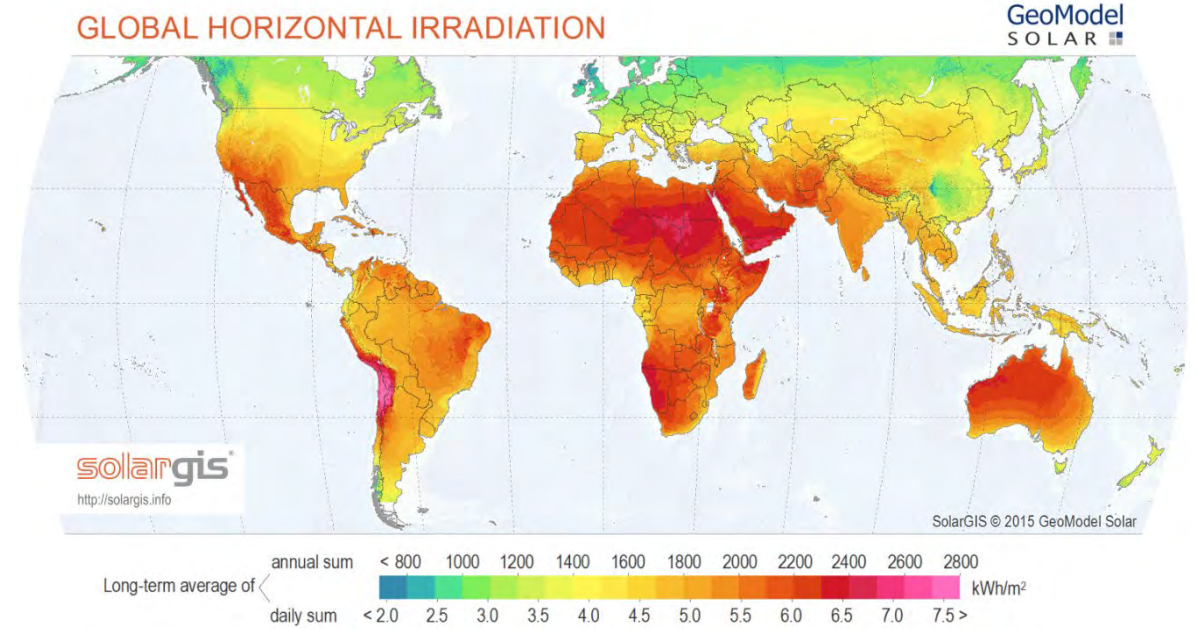 GLOBAL HORIZONTAL IRRADIATION
GeoModel
SOLAR
solargis®
http://solargis.info
SolarGIS © 2015 GeoModel Solar
Long-term average of
annual sum < 800 1000 1200 1400 1600 1800 2000 2200 2400 2600 2800
kWh/m²
daily sum < 2.0 2.5 3.0 3.5 4.0 4.5 5.0 5.5 6.0 6.5 7.0 7.5 >